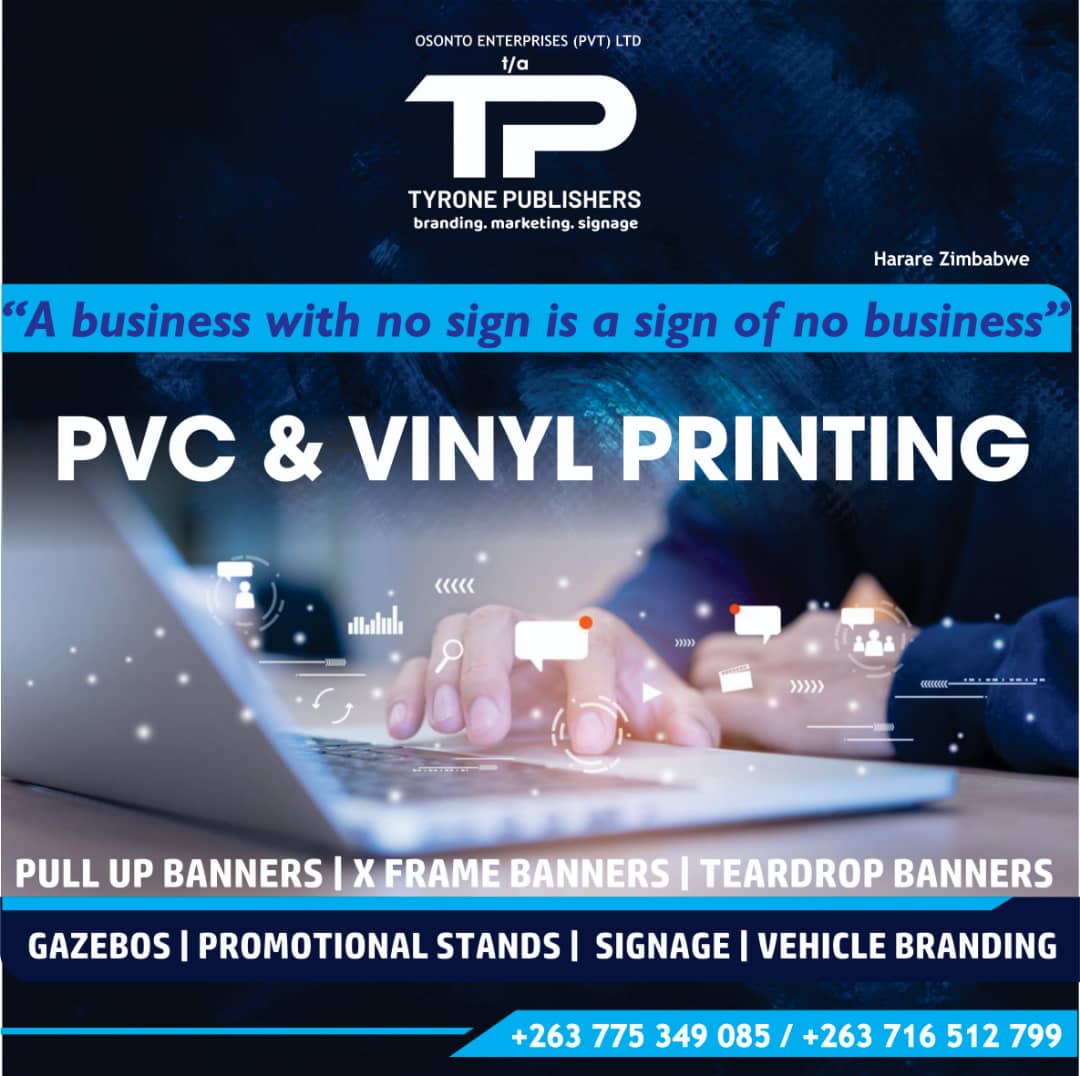 OSONTO ENTERPRISES (PVT) LTD
t/a
TP
TYRONE PUBLISHERS
branding. marketing. signage
Harare Zimbabwe
“A business with no sign is a sign of no business”
PVC & VINYL PRINTING
PULL UP BANNERS | X FRAME BANNERS | TEARDROP BANNERS
GAZEBOS | PROMOTIONAL STANDS | SIGNAGE | VEHICLE BRANDING
+263 775 349 085 / +263 716 512 799